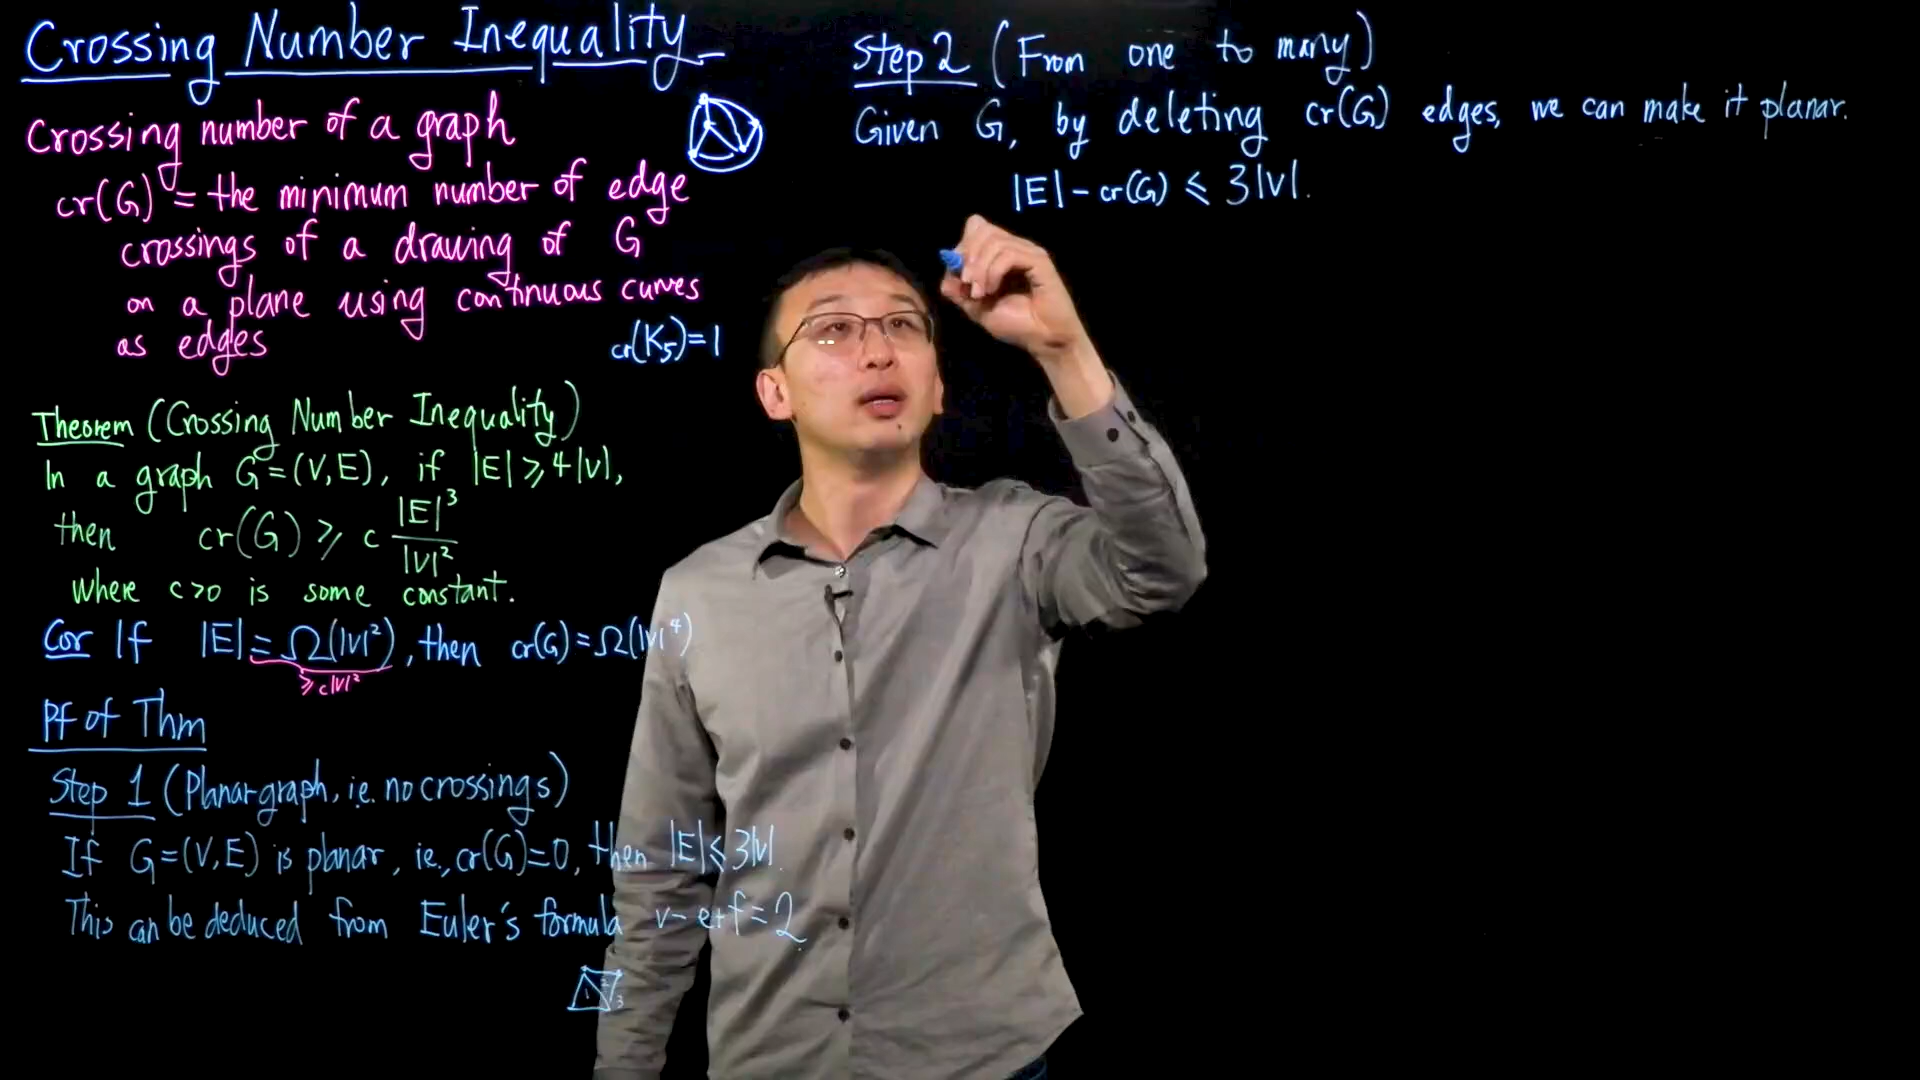 Crossing Number Inequality
Crossing number of a graph
cr(G) = the minimum number of edge
crossings of a drawing of G
on a plane using continuous curves
as edges
cr(K₅)=1
Theorem (Crossing Number Inequality)
In a graph G=(V,E), if |E|⩾4|V|,
then cr(G) ⩾ c |E|³/|V|²
where c>0 is some constant.
Cor If |E|=Ω(|V|²), then cr(G)=Ω(|V|⁴)
⩾c|V|²
Pf of Thm
Step 1 (Planar graph, i.e. no crossings)
If G=(V,E) is planar, i.e., cr(G)=0, then |E|⩽3|V|.
This can be deduced from Euler's formula v-e+f=2
1 2 3
Step 2 (From one to many)
Given G, by deleting cr(G) edges, we can make it planar.
|E|-cr(G) ⩽ 3|V|.